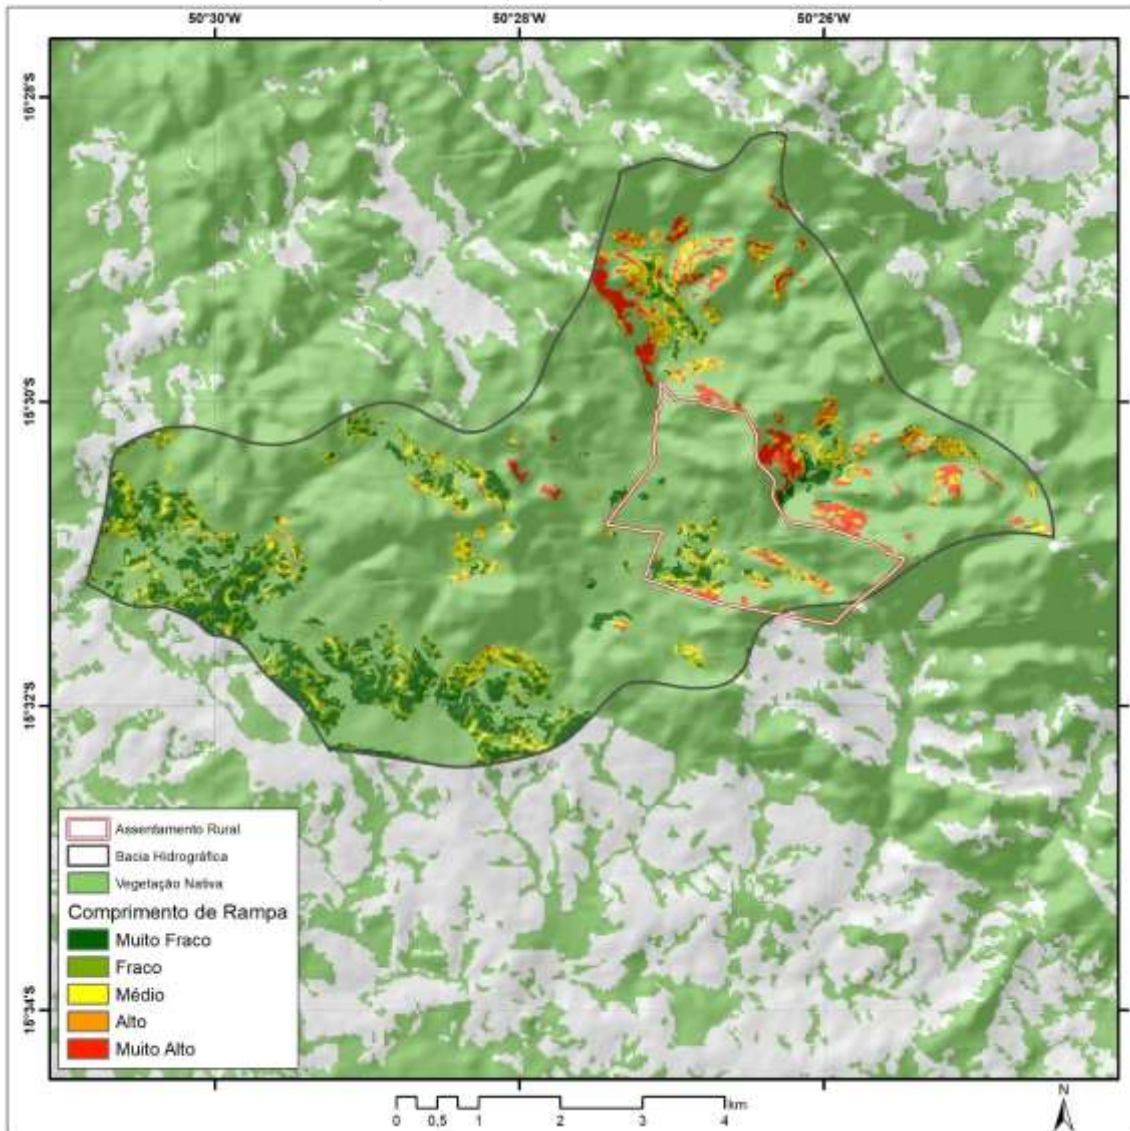 50°30'W 50°28'W 50°26'W
16°28'S
16°30'S
16°32'S
16°34'S
Assentamento Rural
Bacia Hidrográfica
Vegetação Nativa
Comprimento de Rampa
Muito Fraco
Fraco
Médio
Alto
Muito Alto
km
0 0,5 1 2 3 4
N